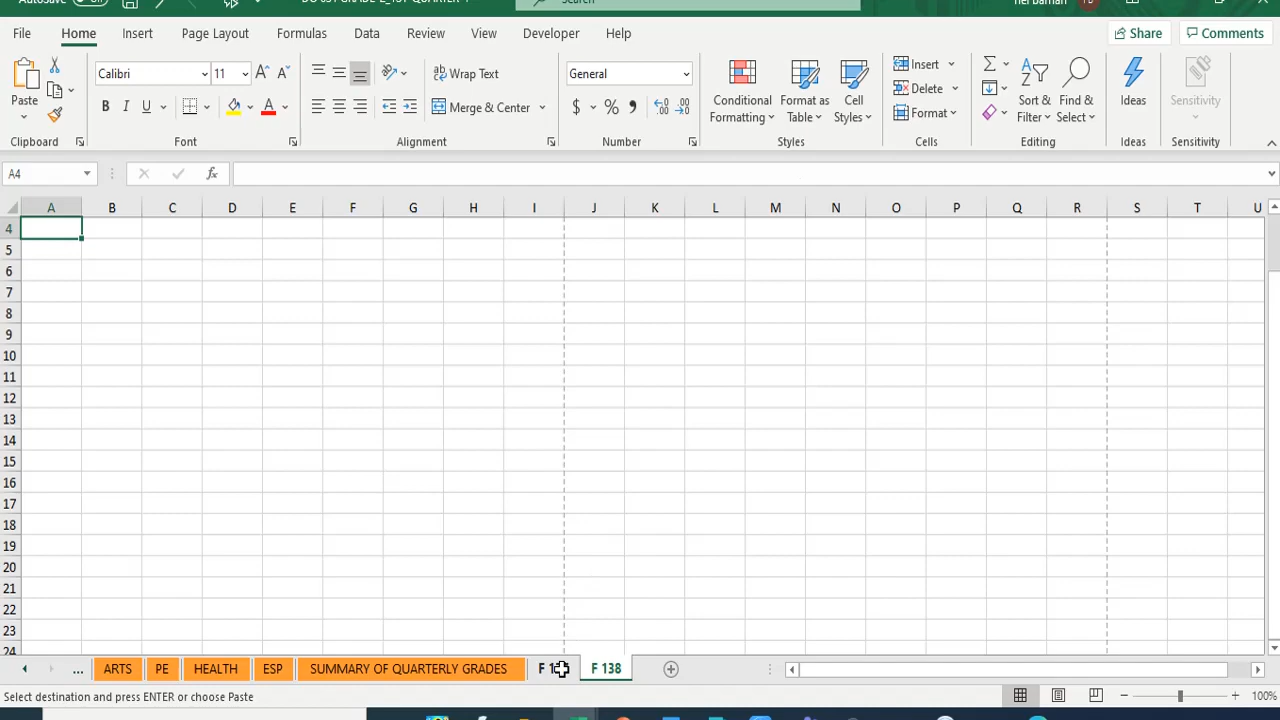 File Home Insert Page Layout Formulas Data Review View Developer Help Share Comments
Calibri 11 Wrap Text General Insert
Paste Conditional Formatting Format as Table Cell Styles Delete Sort & Filter Find & Select Ideas Sensitivity
B I U Merge & Center $ % Format
Clipboard Font Alignment Number Styles Cells Editing Ideas Sensitivity
A4 fx
A B C D E F G H I J K L M N O P Q R S T U
4
5
6
7
8
9
10
11
12
13
14
15
16
17
18
19
20
21
22
23
24
... ARTS PE HEALTH ESP SUMMARY OF QUARTERLY GRADES F F 138
Select destination and press ENTER or choose Paste 100%